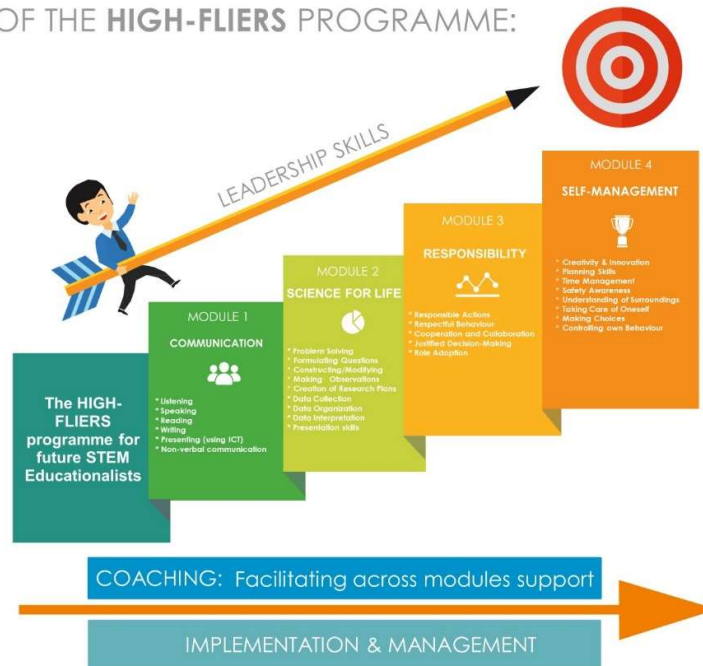 OF THE HIGH-FLIERS PROGRAMME:
LEADERSHIP SKILLS
The HIGH-
FLIERS
programme for
future STEM
Educationalists
MODULE 1
COMMUNICATION
* Listening
* Speaking
* Reading
* Writing
* Presenting (using ICT)
* Non-verbal communication
MODULE 2
SCIENCE FOR LIFE
* Problem Solving
* Formulating Questions
* Constructing/Modifying
* Making Observations
* Creation of Research Plans
* Data Collection
* Data Organization
* Data Interpretation
* Presentation skills
MODULE 3
RESPONSIBILITY
* Responsible Actions
* Respectful Behaviour
* Cooperation and Collaboration
* Justified Decision-Making
* Role Adoption
MODULE 4
SELF-MANAGEMENT
* Creativity & Innovation
* Planning Skills
* Time Management
* Safety Awareness
* Understanding of Surroundings
* Taking Care of Oneself
* Making Choices
* Controlling own Behaviour
COACHING: Facilitating across modules support
IMPLEMENTATION & MANAGEMENT